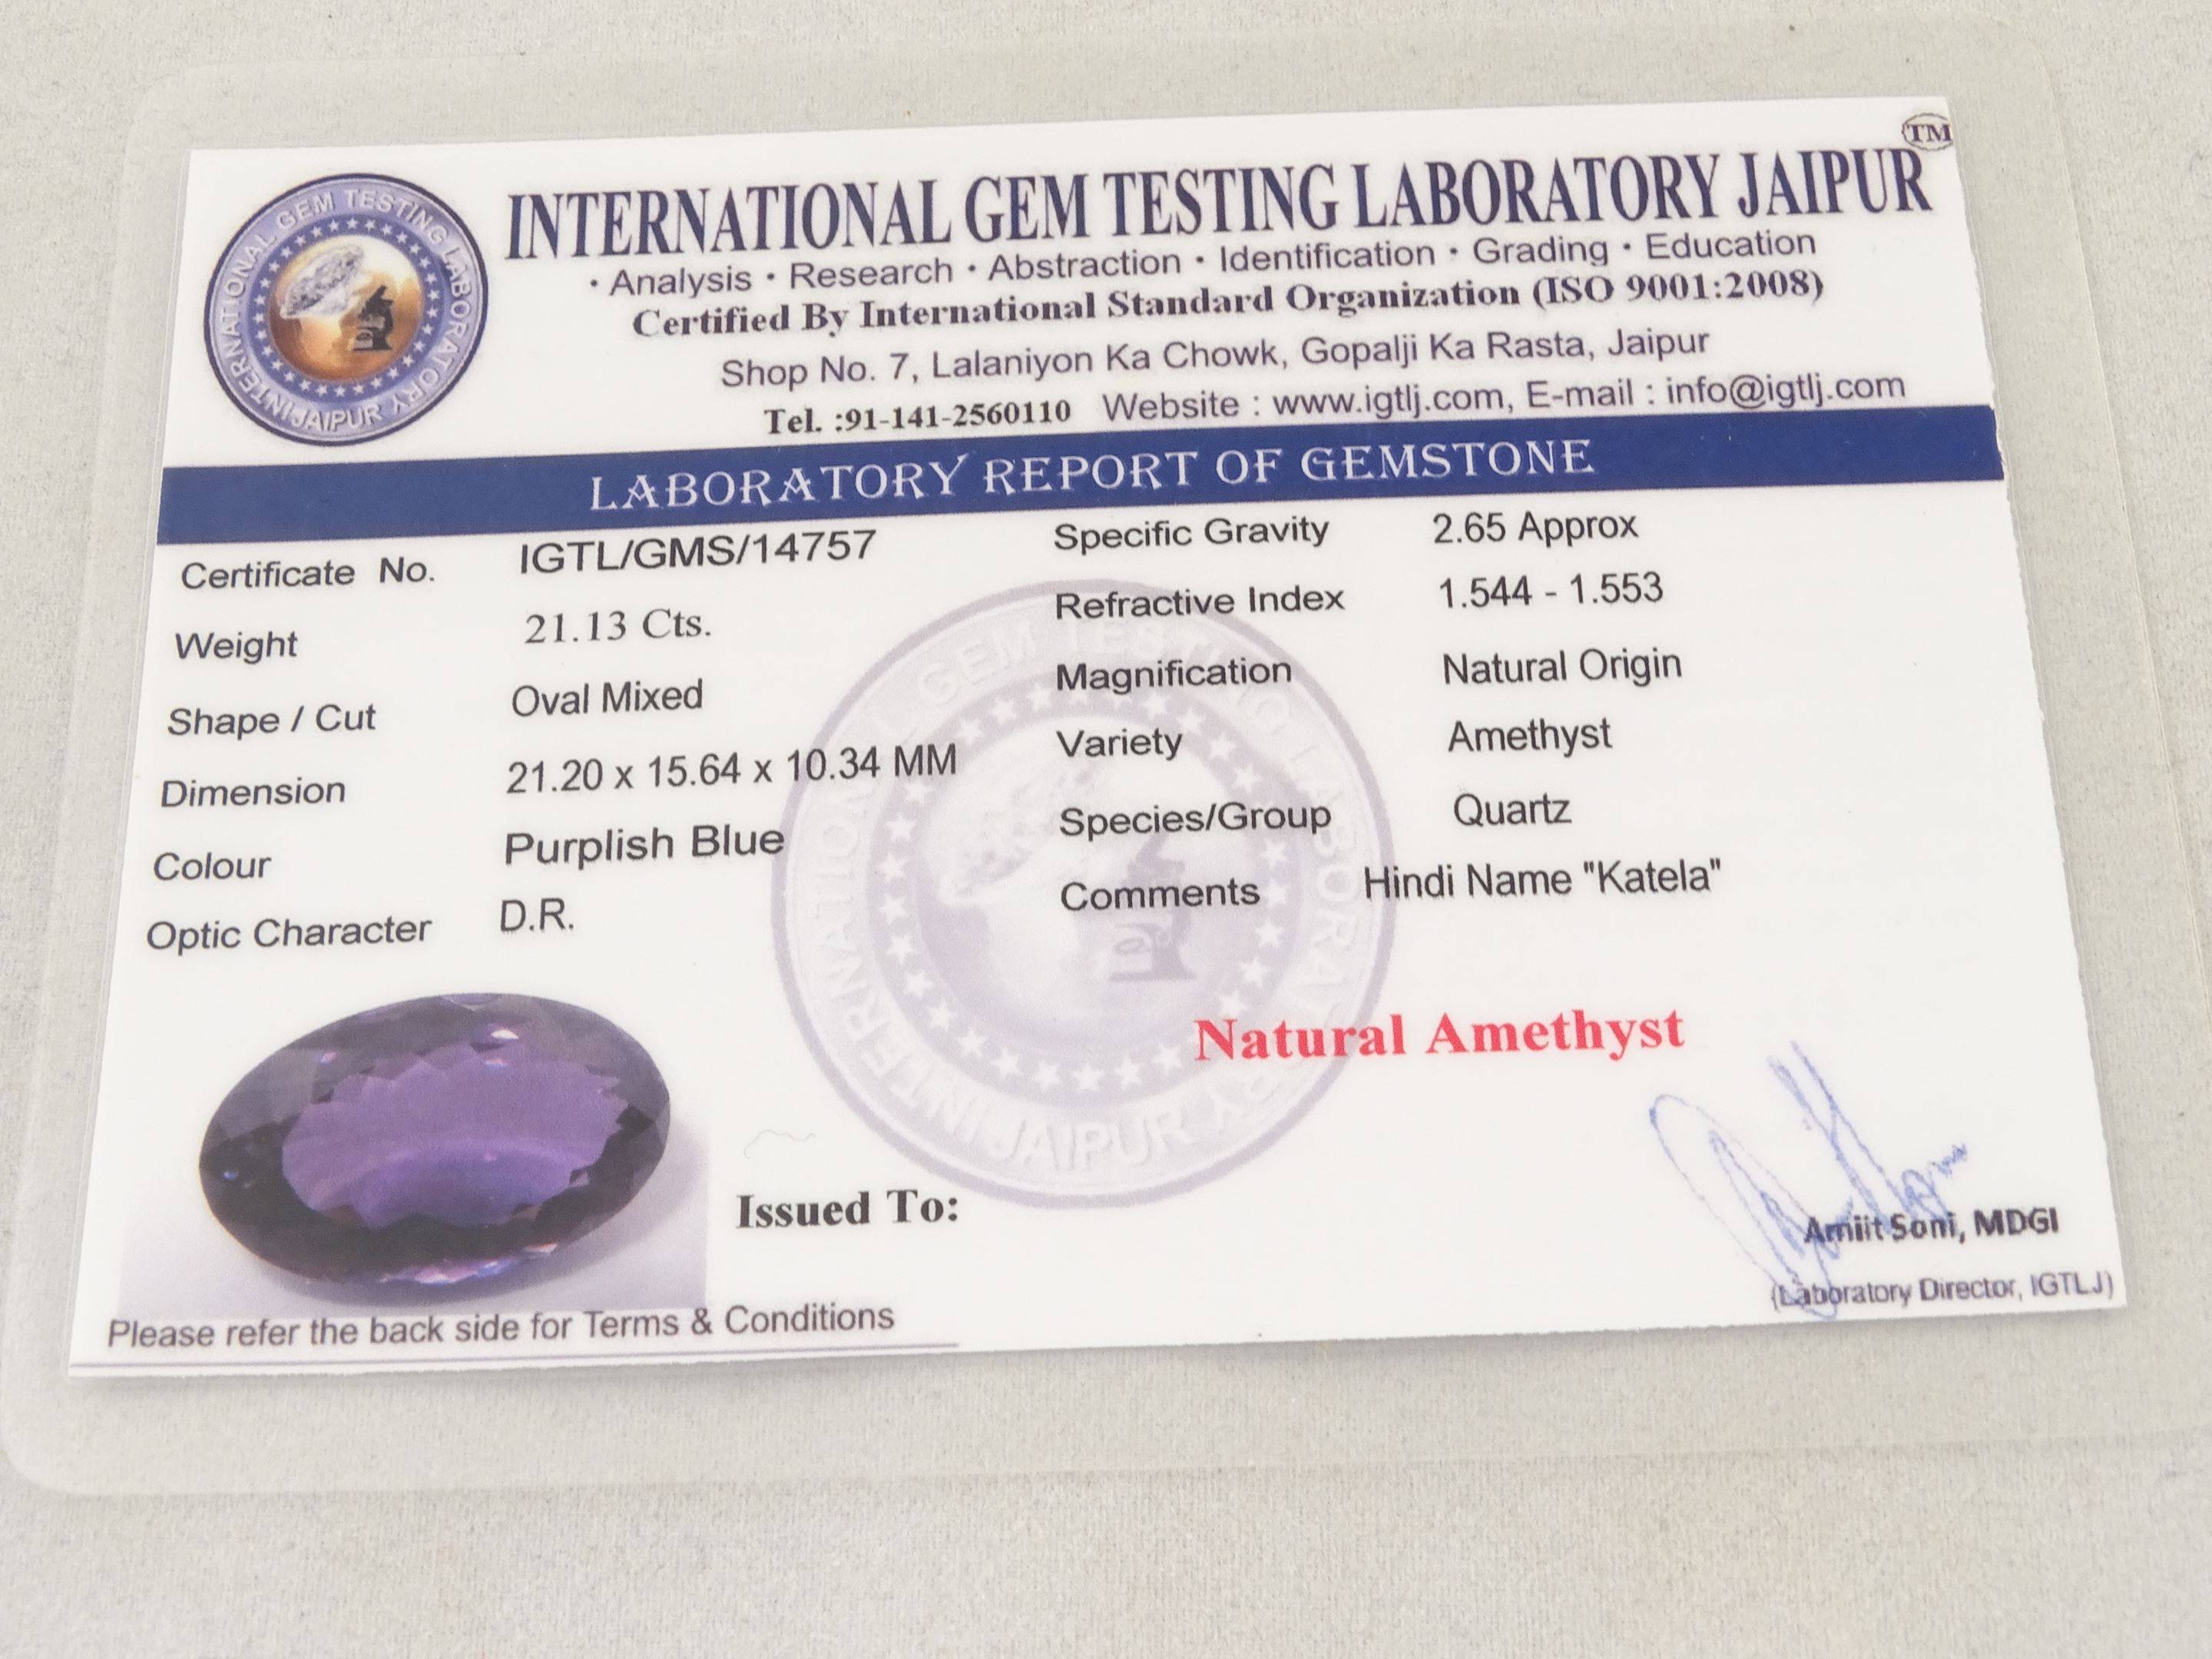 TM
INTERNATIONAL GEM TESTING LABORATORY JAIPUR
• Analysis • Research • Abstraction • Identification • Grading • Education
Certified By International Standard Organization (ISO 9001:2008)
Shop No. 7, Lalaniyon Ka Chowk, Gopalji Ka Rasta, Jaipur
Tel. :91-141-2560110 Website : www.igtlj.com, E-mail : info@igtlj.com
INTERNATIONAL GEM TESTING LABORATORY
JAIPUR
LABORATORY REPORT OF GEMSTONE
Certificate No. IGTL/GMS/14757
Weight 21.13 Cts.
Shape / Cut Oval Mixed
Dimension 21.20 x 15.64 x 10.34 MM
Colour Purplish Blue
Optic Character D.R.
Specific Gravity 2.65 Approx
Refractive Index 1.544 - 1.553
Magnification Natural Origin
Variety Amethyst
Species/Group Quartz
Comments Hindi Name "Katela"
INTERNATIONAL GEM TESTING LABORATORY
JAIPUR
Natural Amethyst
Issued To:
Amiit Soni, MDGI
(Laboratory Director, IGTLJ)
Please refer the back side for Terms & Conditions